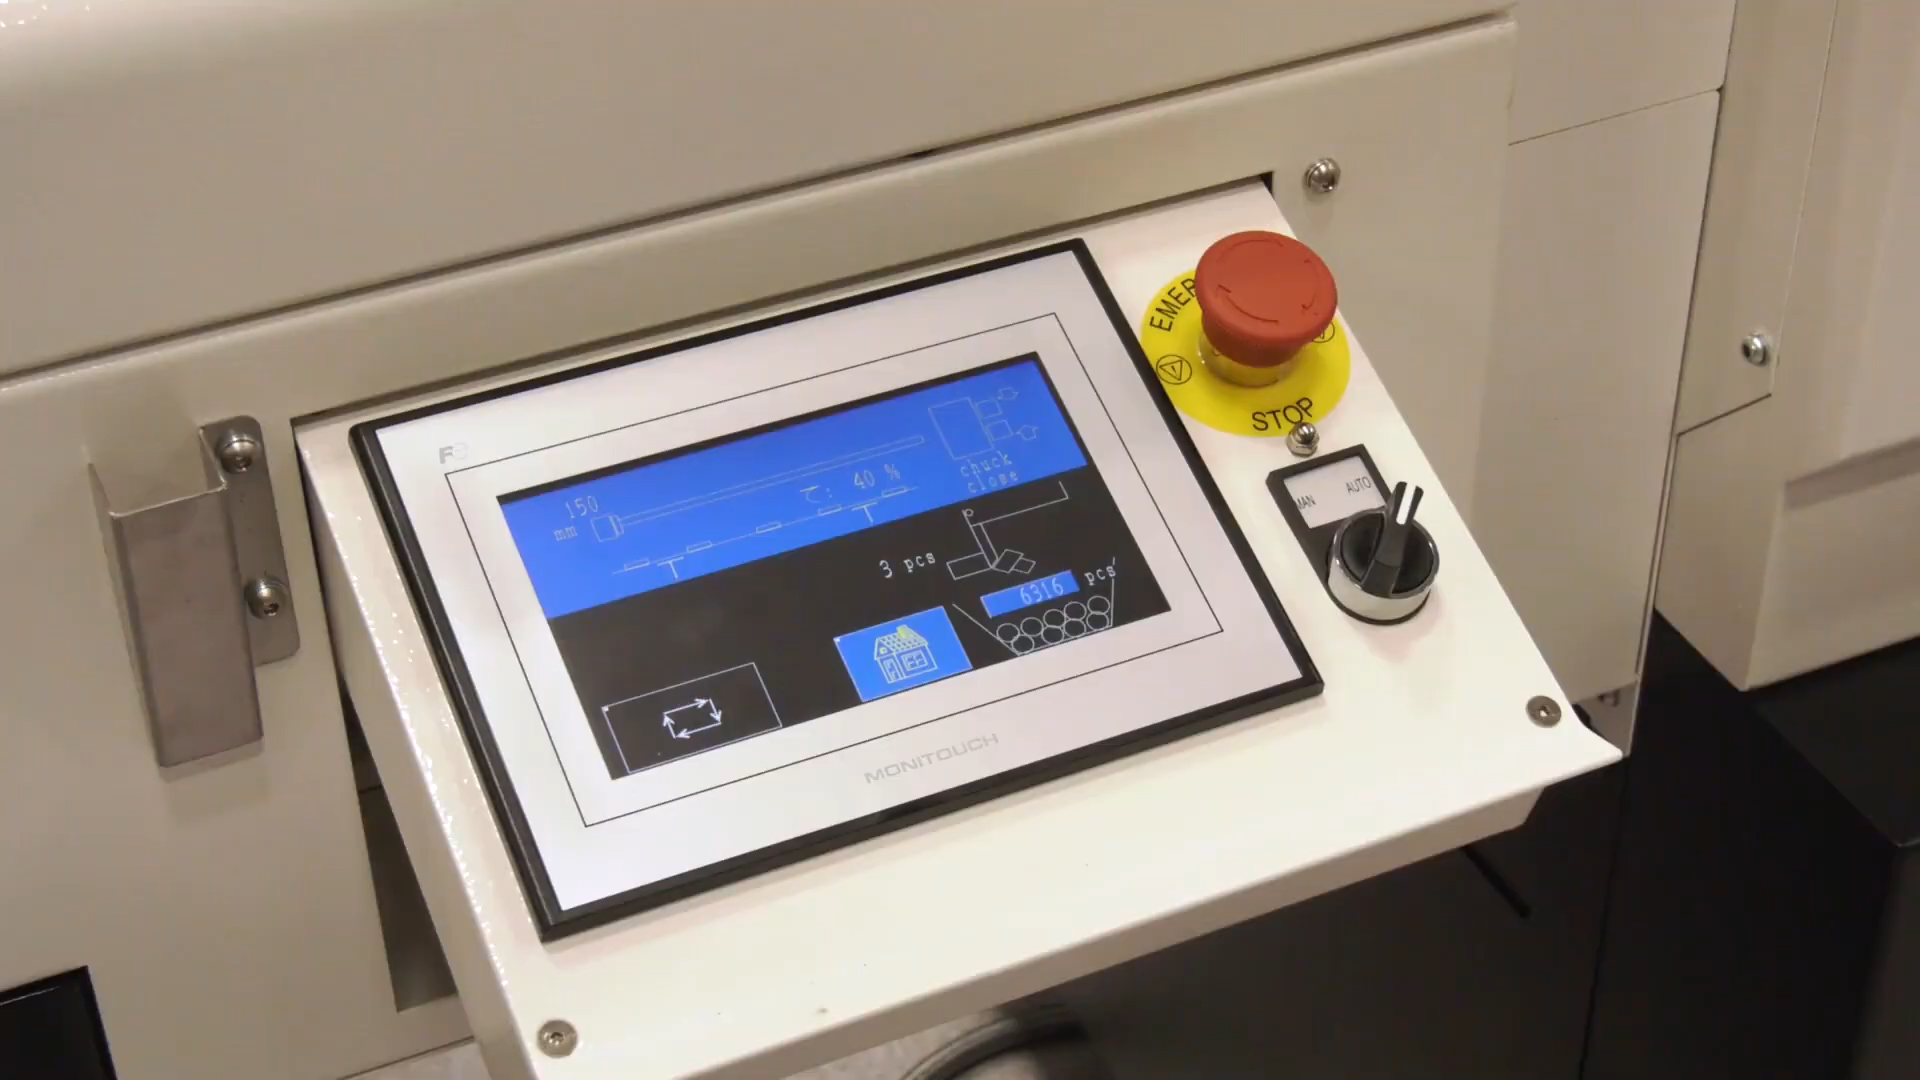 EMER
STOP
MAN AUTO
150
mm
T: 40 %
chuck
close
3 pcs
6316 pcs
MONITOUCH